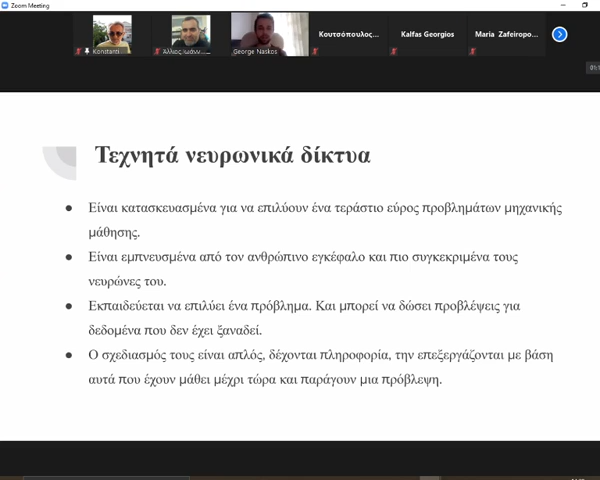 Zoom Meeting
Konstanti
Άλλιος Ιωάνν......
George Naskos
Κουτσόπουλος...
Kalfas Georgios
Maria Zafeiropo...
Τεχνητά νευρωνικά δίκτυα
● Είναι κατασκευασμένα για να επιλύουν ένα τεράστιο εύρος προβλημάτων μηχανικής
μάθησης.
● Είναι εμπνευσμένα από τον ανθρώπινο εγκέφαλο και πιο συγκεκριμένα τους
νευρώνες του.
● Εκπαιδεύεται να επιλύει ένα πρόβλημα. Και μπορεί να δώσει προβλέψεις για
δεδομένα που δεν έχει ξαναδεί.
● Ο σχεδιασμός τους είναι απλός, δέχονται πληροφορία, την επεξεργάζονται με βάση
αυτά που έχουν μάθει μέχρι τώρα και παράγουν μια πρόβλεψη.